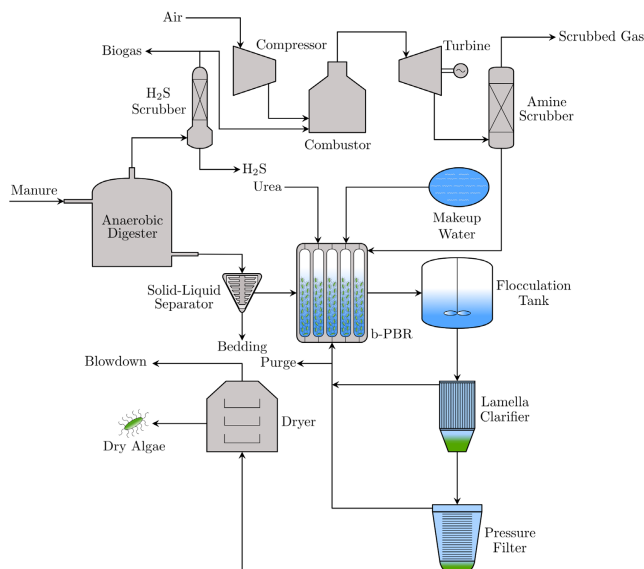 Air
Compressor
Turbine
Scrubbed Gas
Biogas
H₂S
Scrubber
Combustor
Amine
Scrubber
H₂S
Manure
Anaerobic
Digester
Urea
Makeup
Water
Solid-Liquid
Separator
Flocculation
Tank
b-PBR
Bedding
Blowdown
Purge
Dryer
Lamella
Clarifier
Dry Algae
Pressure
Filter